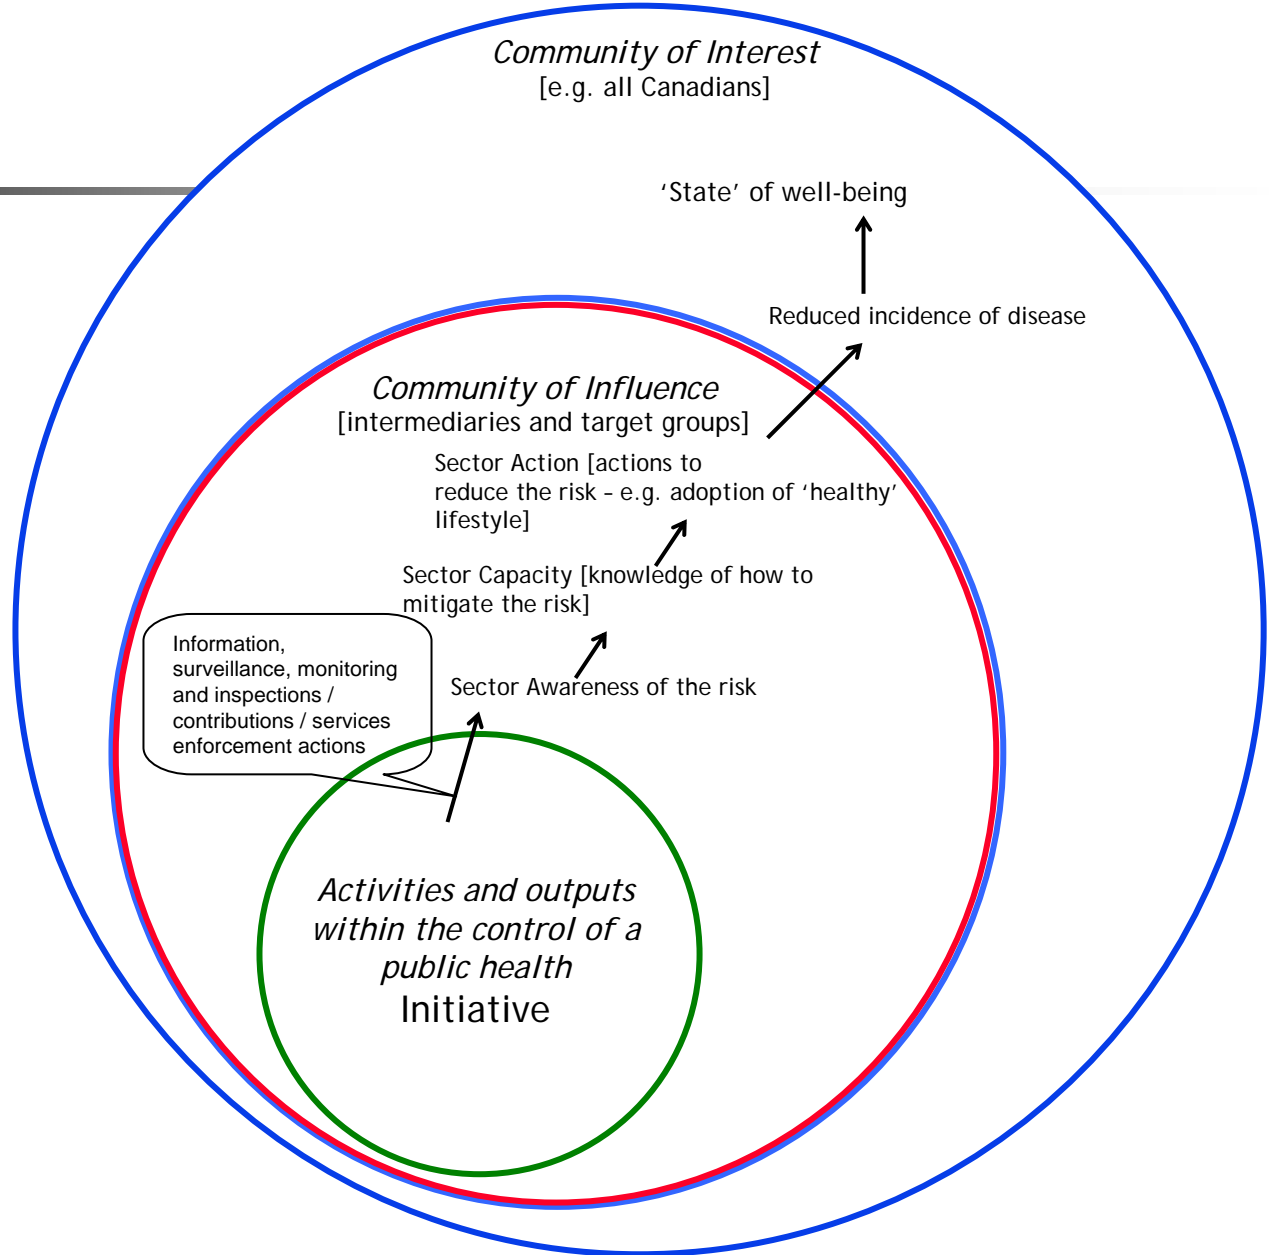 Community of Interest
[e.g. all Canadians]
‘State’ of well-being
Reduced incidence of disease
Community of Influence
[intermediaries and target groups]
Sector Action [actions to
reduce the risk – e.g. adoption of ‘healthy’
lifestyle]
Sector Capacity [knowledge of how to
mitigate the risk]
Information,
surveillance, monitoring
and inspections /
contributions / services
enforcement actions
Sector Awareness of the risk
Activities and outputs
within the control of a
public health
Initiative